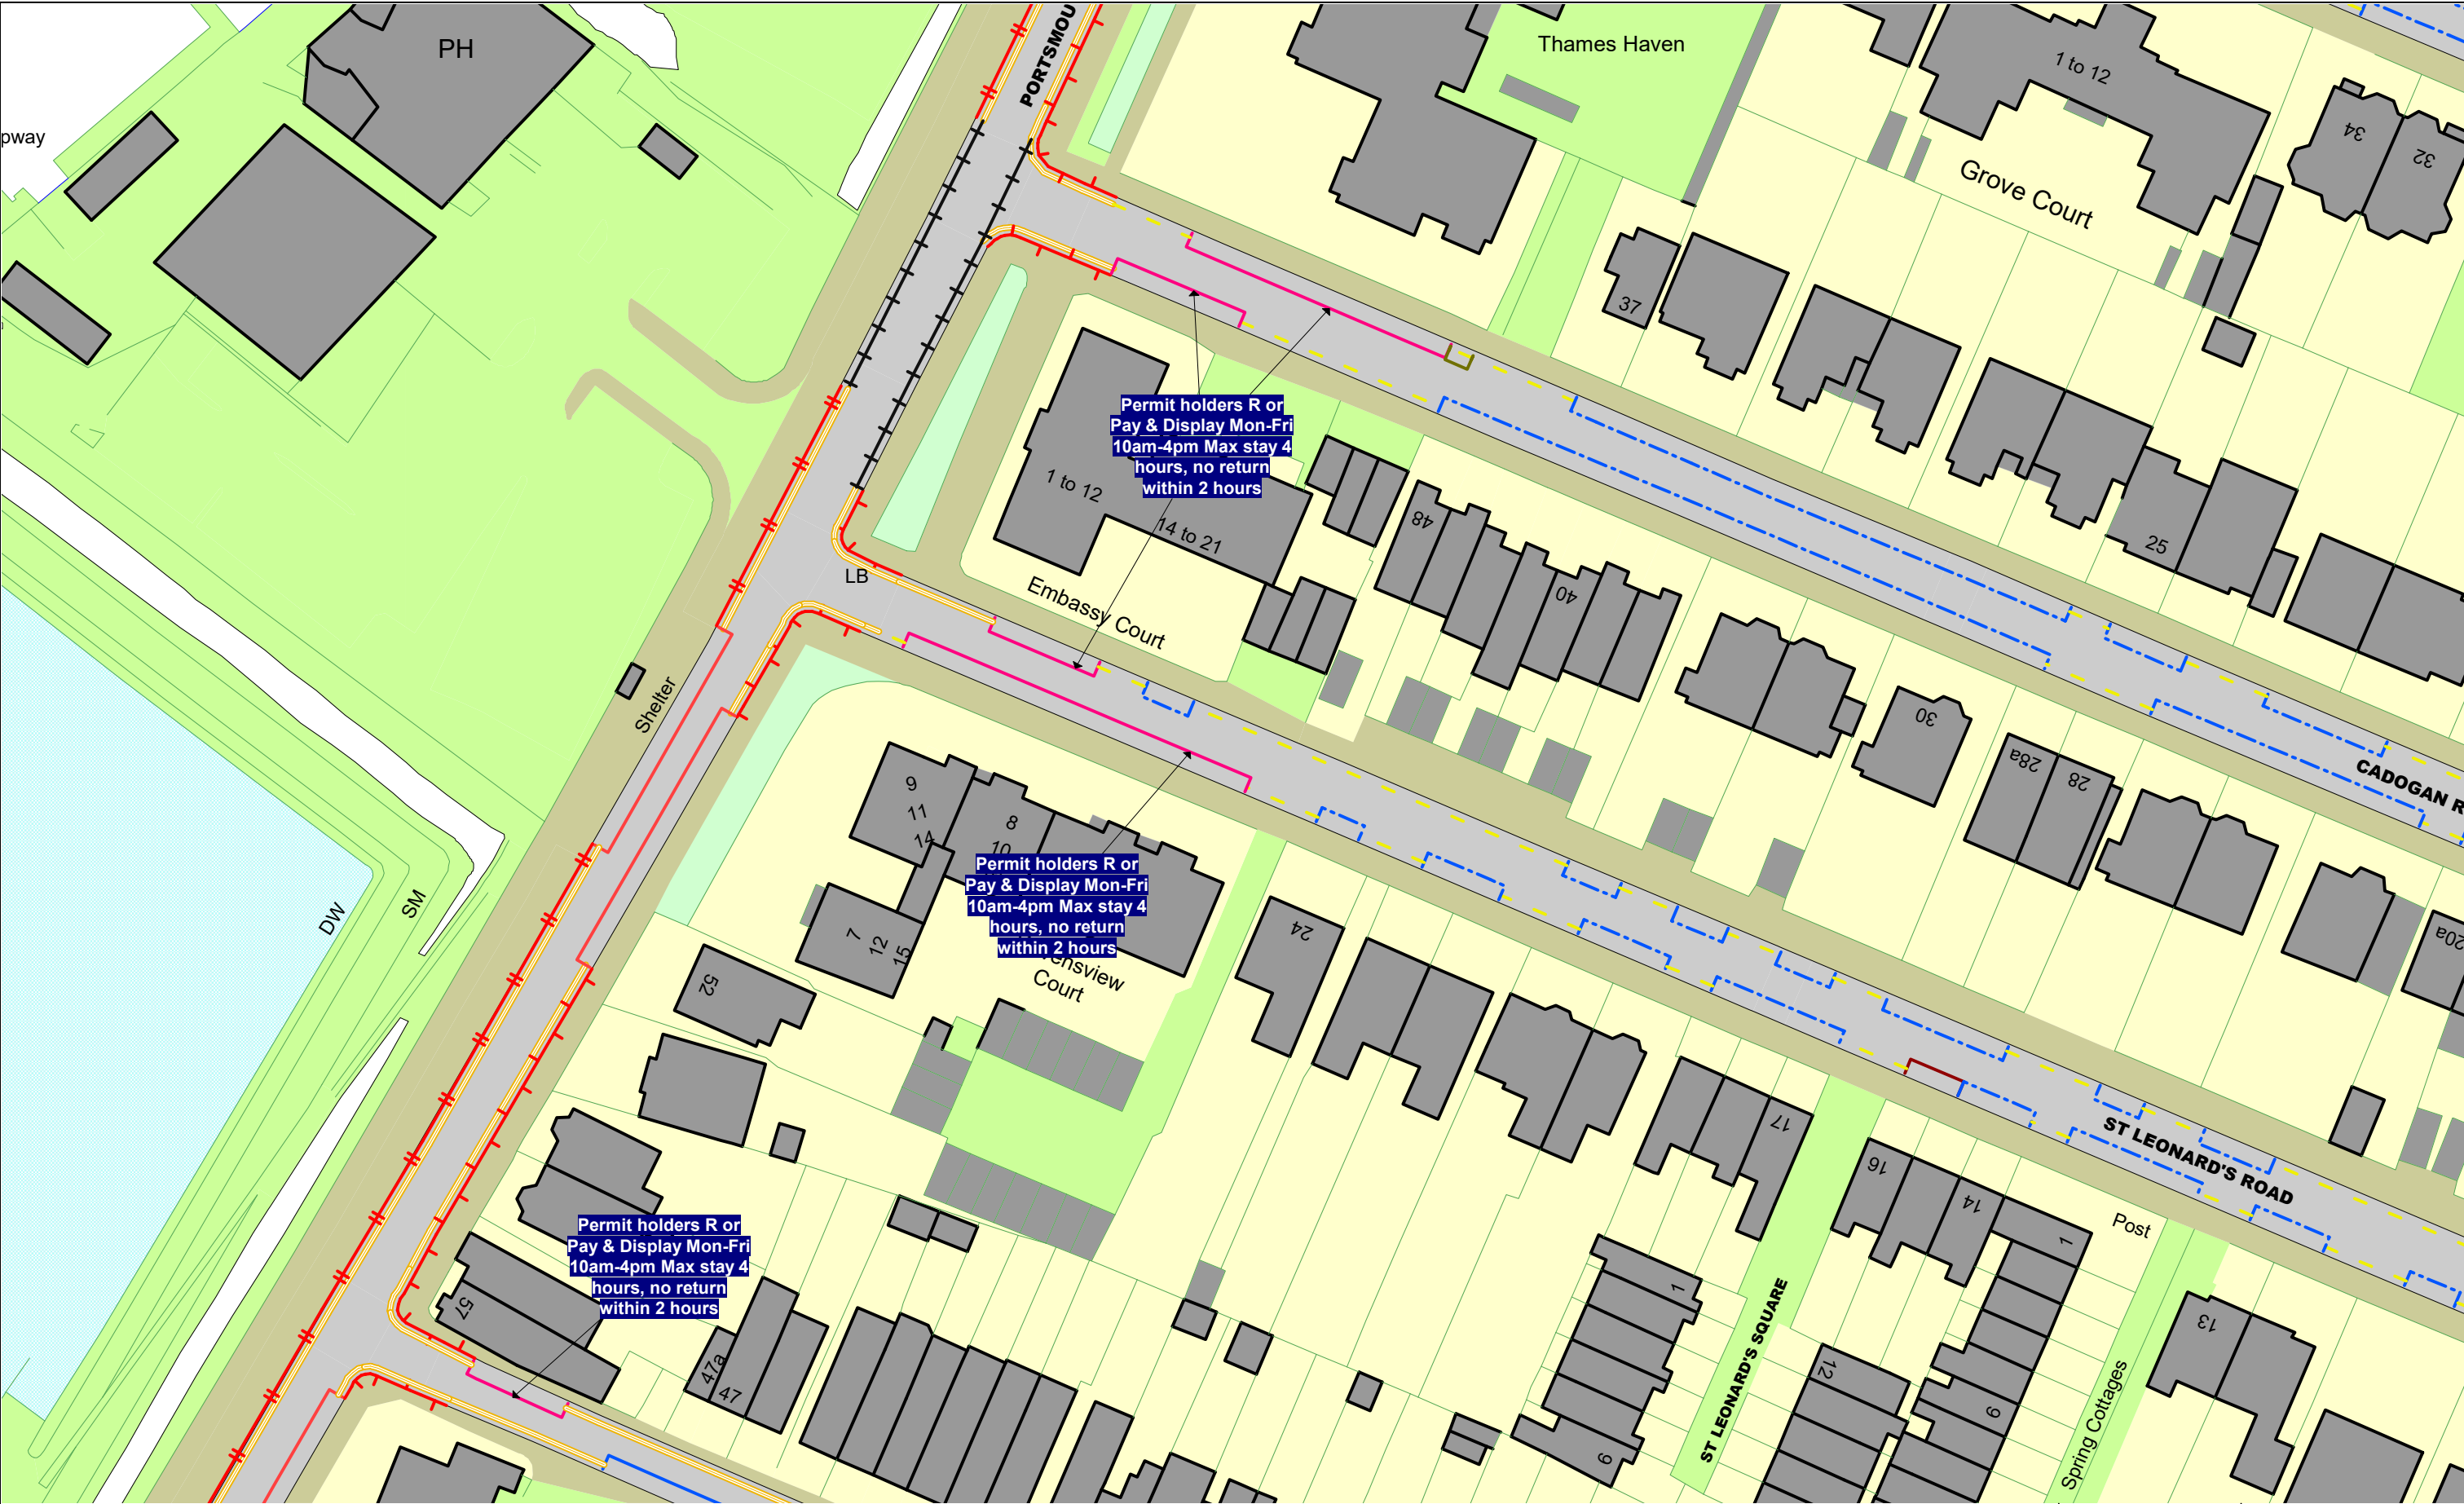 PH
PORTSMOU
Thames Haven
1 to 12
34
32
pway
Grove Court
37
Permit holders R or
Pay & Display Mon-Fri
10am-4pm Max stay 4
hours, no return
within 2 hours
1 to 12
14 to 21
48
40
25
LB
Embassy Court
Shelter
30
28a
28
CADOGAN R
9
11
14
8
10
Permit holders R or
Pay & Display Mon-Fri
10am-4pm Max stay 4
hours, no return
within 2 hours
7
12
15
ensview
Court
24
20a
DW
SM
52
17
16
14
1
ST LEONARD'S ROAD
Post
Permit holders R or
Pay & Display Mon-Fri
10am-4pm Max stay 4
hours, no return
within 2 hours
57
47a
47
1
6
ST LEONARD'S SQUARE
12
9
Spring Cottages
13